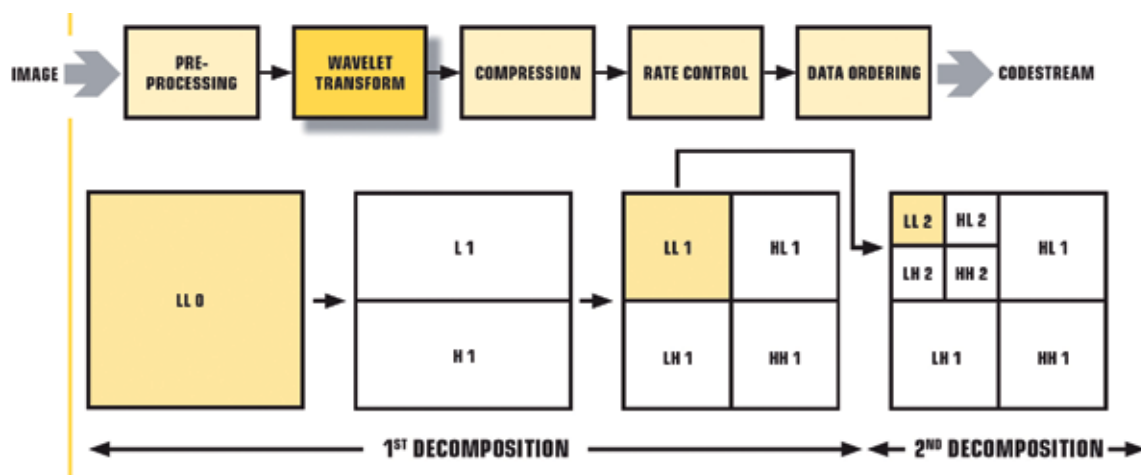 IMAGE
PRE-
PROCESSING
WAVELET
TRANSFORM
COMPRESSION
RATE CONTROL
DATA ORDERING
CODESTREAM
LL 0
L 1
H 1
LL 1
HL 1
LH 1
HH 1
LL 2
HL 2
LH 2
HH 2
HL 1
LH 1
HH 1
1ST DECOMPOSITION
2ND DECOMPOSITION